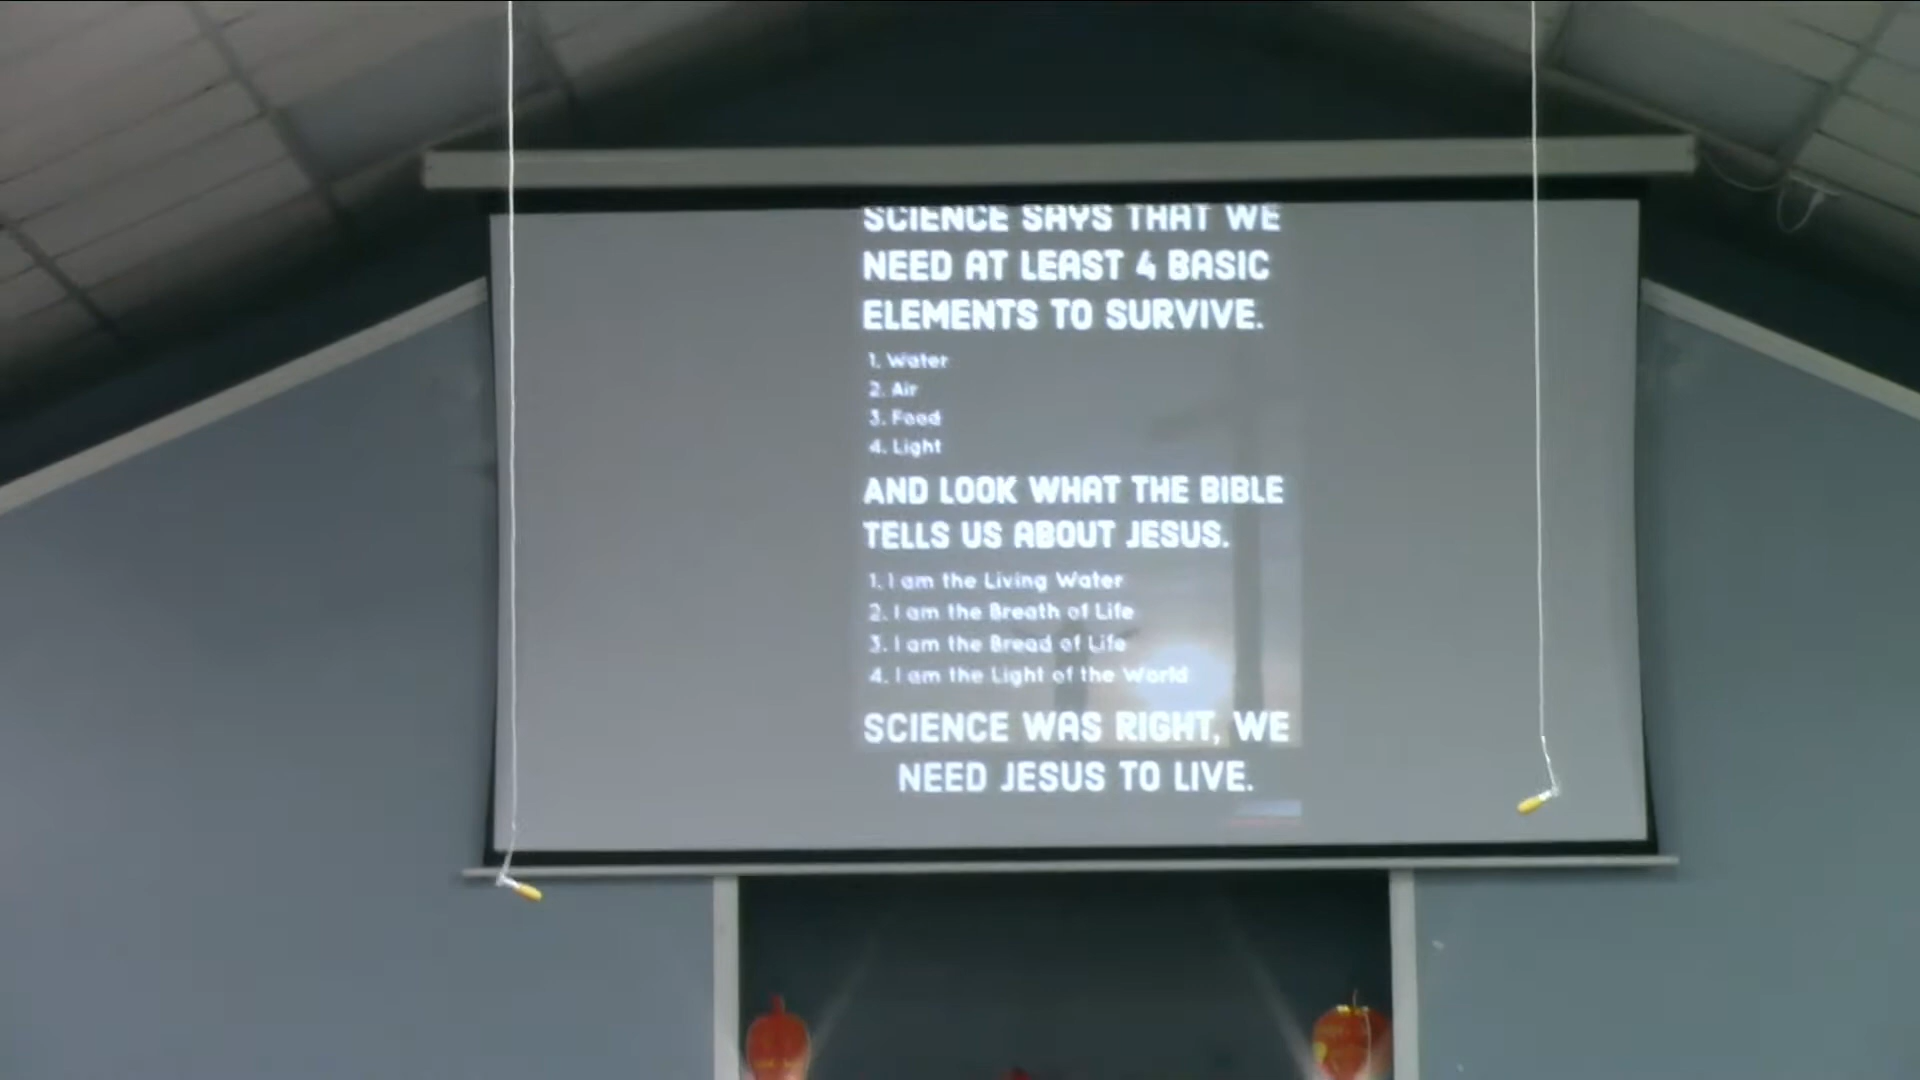 SCIENCE SAYS THAT WE
NEED AT LEAST 4 BASIC
ELEMENTS TO SURVIVE.
1. Water
2. Air
3. Food
4. Light
AND LOOK WHAT THE BIBLE
TELLS US ABOUT JESUS.
1. I am the Living Water
2. I am the Breath of Life
3. I am the Bread of Life
4. I am the Light of the World
SCIENCE WAS RIGHT, WE
NEED JESUS TO LIVE.